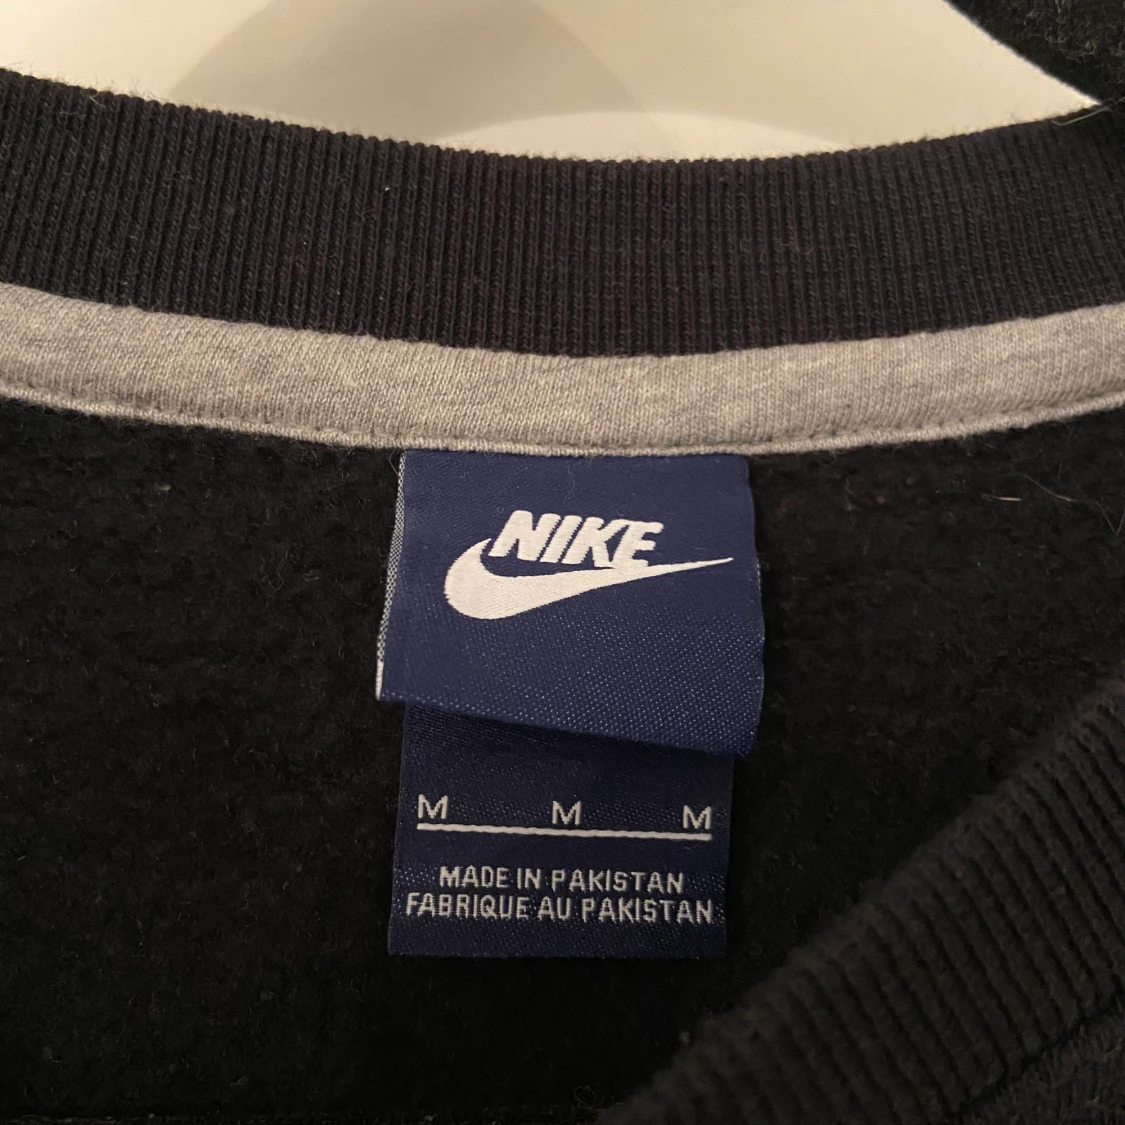 NIKE
M M M
MADE IN PAKISTAN
FABRIQUE AU PAKISTAN